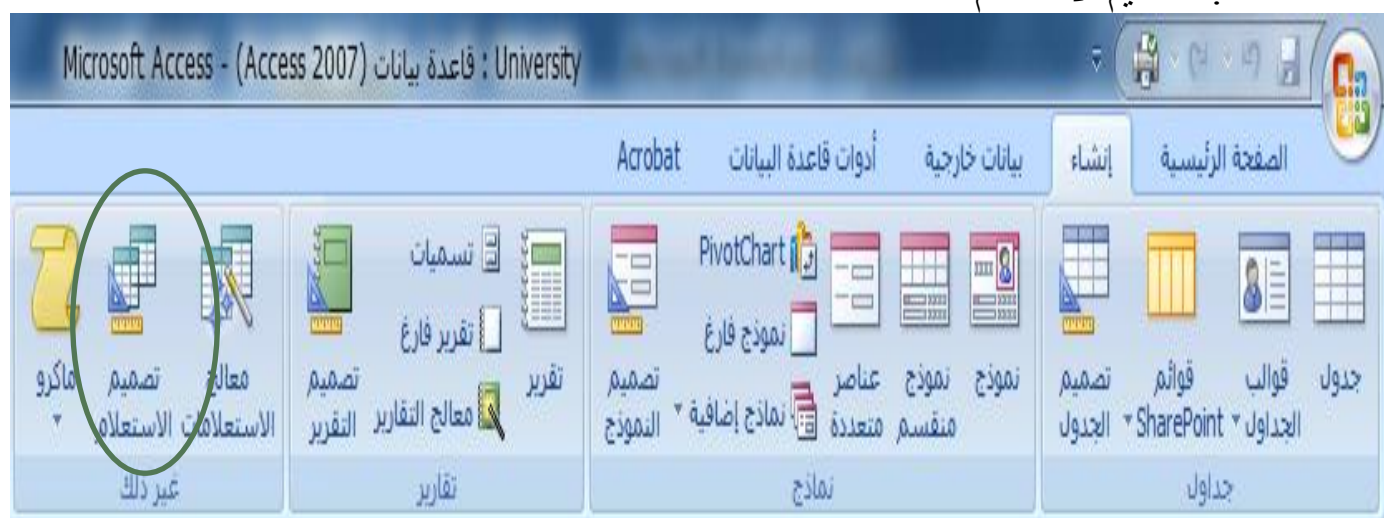 University : قاعدة بيانات (Access 2007) - Microsoft Access
الصفحة الرئيسية
إنشاء
بيانات خارجية
أدوات قاعدة البيانات
Acrobat
جدول
قوالب
الجداول
قوائم
SharePoint
تصميم
الجدول
جداول
نموذج
نموذج
منقسم
عناصر
متعددة
PivotChart
نموذج فارغ
نماذج إضافية
تصميم
النموذج
نماذج
تقرير
تسميات
تقرير فارغ
معالج التقارير
تصميم
التقرير
تقارير
معالج
الاستعلامات
تصميم
الاستعلام
ماكرو
غير ذلك